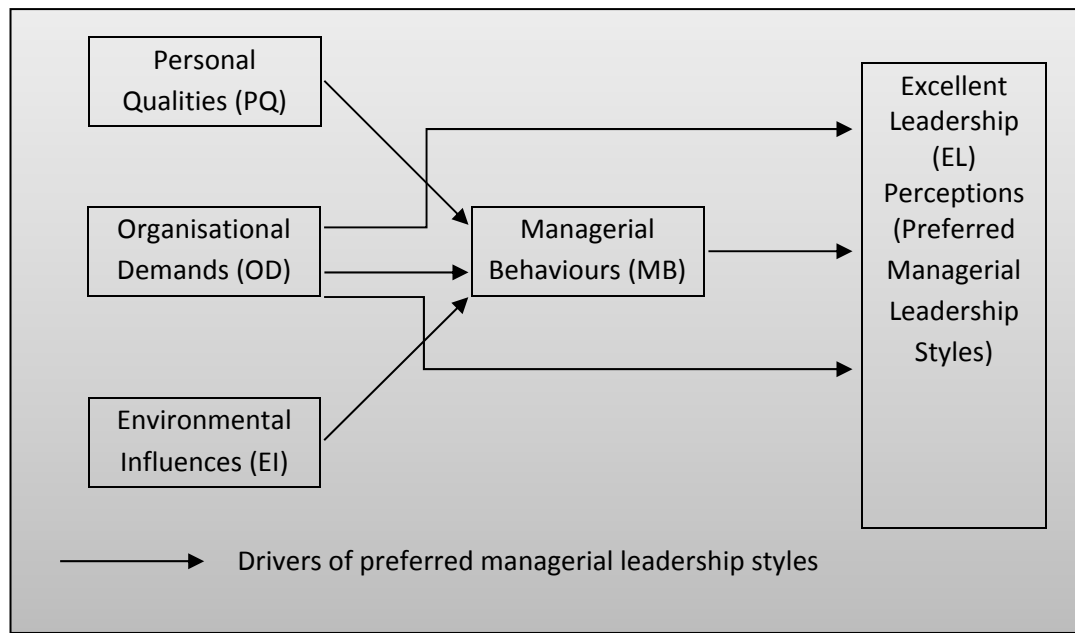 Personal
Qualities (PQ)
Organisational
Demands (OD)
Environmental
Influences (EI)
Managerial
Behaviours (MB)
Excellent
Leadership
(EL)
Perceptions
(Preferred
Managerial
Leadership
Styles)
Drivers of preferred managerial leadership styles